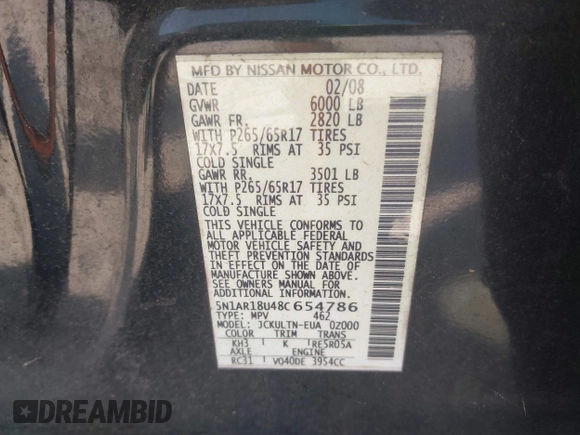 MFD BY NISSAN MOTOR CO., LTD.
DATE 02/08
GVWR 6000 LB
GAWR FR. 2820 LB
WITH P265/65R17 TIRES
17X7.5 RIMS AT 35 PSI
COLD SINGLE
GAWR RR. 3501 LB
WITH P265/65R17 TIRES
17X7.5 RIMS AT 35 PSI
COLD SINGLE
THIS VEHICLE CONFORMS TO
ALL APPLICABLE FEDERAL
MOTOR VEHICLE SAFETY AND
THEFT PREVENTION STANDARDS
IN EFFECT ON THE DATE OF
MANUFACTURE SHOWN ABOVE.
SEE OWNERS MANUAL FOR
ADDITIONAL INFORMATION.
5N1AR18U48C654786
TYPE: MPV 462
MODEL: JCKULTN-EUA 0Z000
COLOR TRIM TRANS
KH3 K RE5R05A
AXLE ENGINE
RC31 VQ40DE 3954CC
DREAMBID